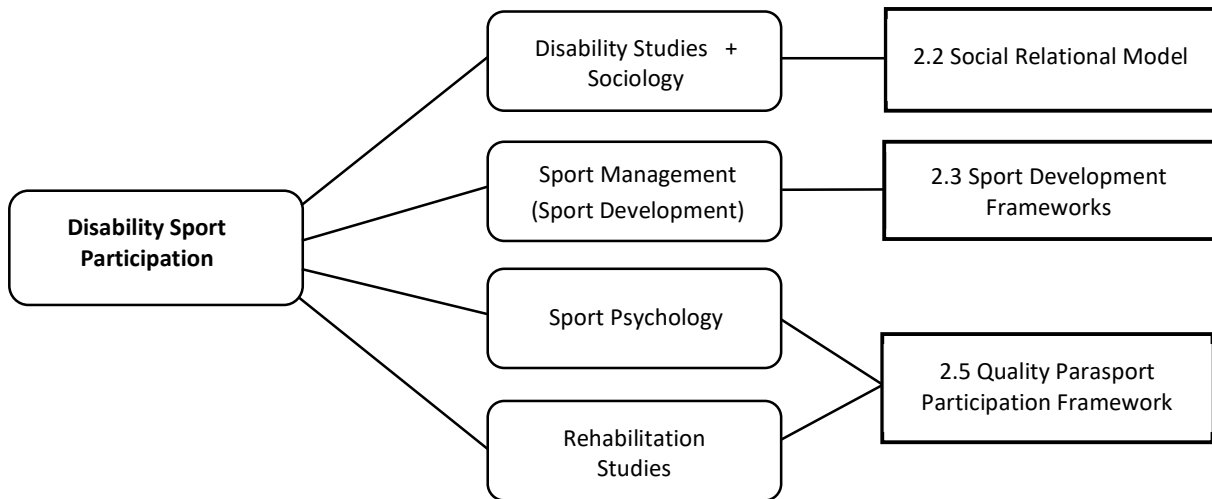 Disability Studies +
Sociology
2.2 Social Relational Model
Sport Management
(Sport Development)
2.3 Sport Development
Frameworks
Disability Sport
Participation
Sport Psychology
2.5 Quality Parasport
Participation Framework
Rehabilitation
Studies